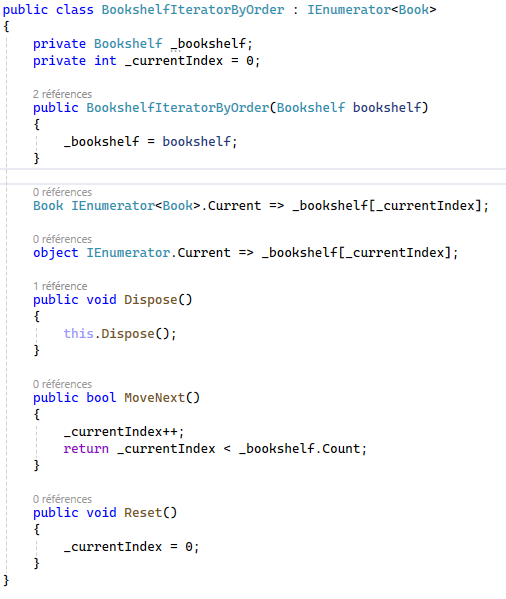 public class BookshelfIteratorByOrder : IEnumerator<Book>
{
private Bookshelf _bookshelf;
private int _currentIndex = 0;
2 références
public BookshelfIteratorByOrder(Bookshelf bookshelf)
{
_bookshelf = bookshelf;
}
0 références
Book IEnumerator<Book>.Current => _bookshelf[_currentIndex];
0 références
object IEnumerator.Current => _bookshelf[_currentIndex];
1 référence
public void Dispose()
{
this.Dispose();
}
0 références
public bool MoveNext()
{
_currentIndex++;
return _currentIndex < _bookshelf.Count;
}
0 références
public void Reset()
{
_currentIndex = 0;
}
}